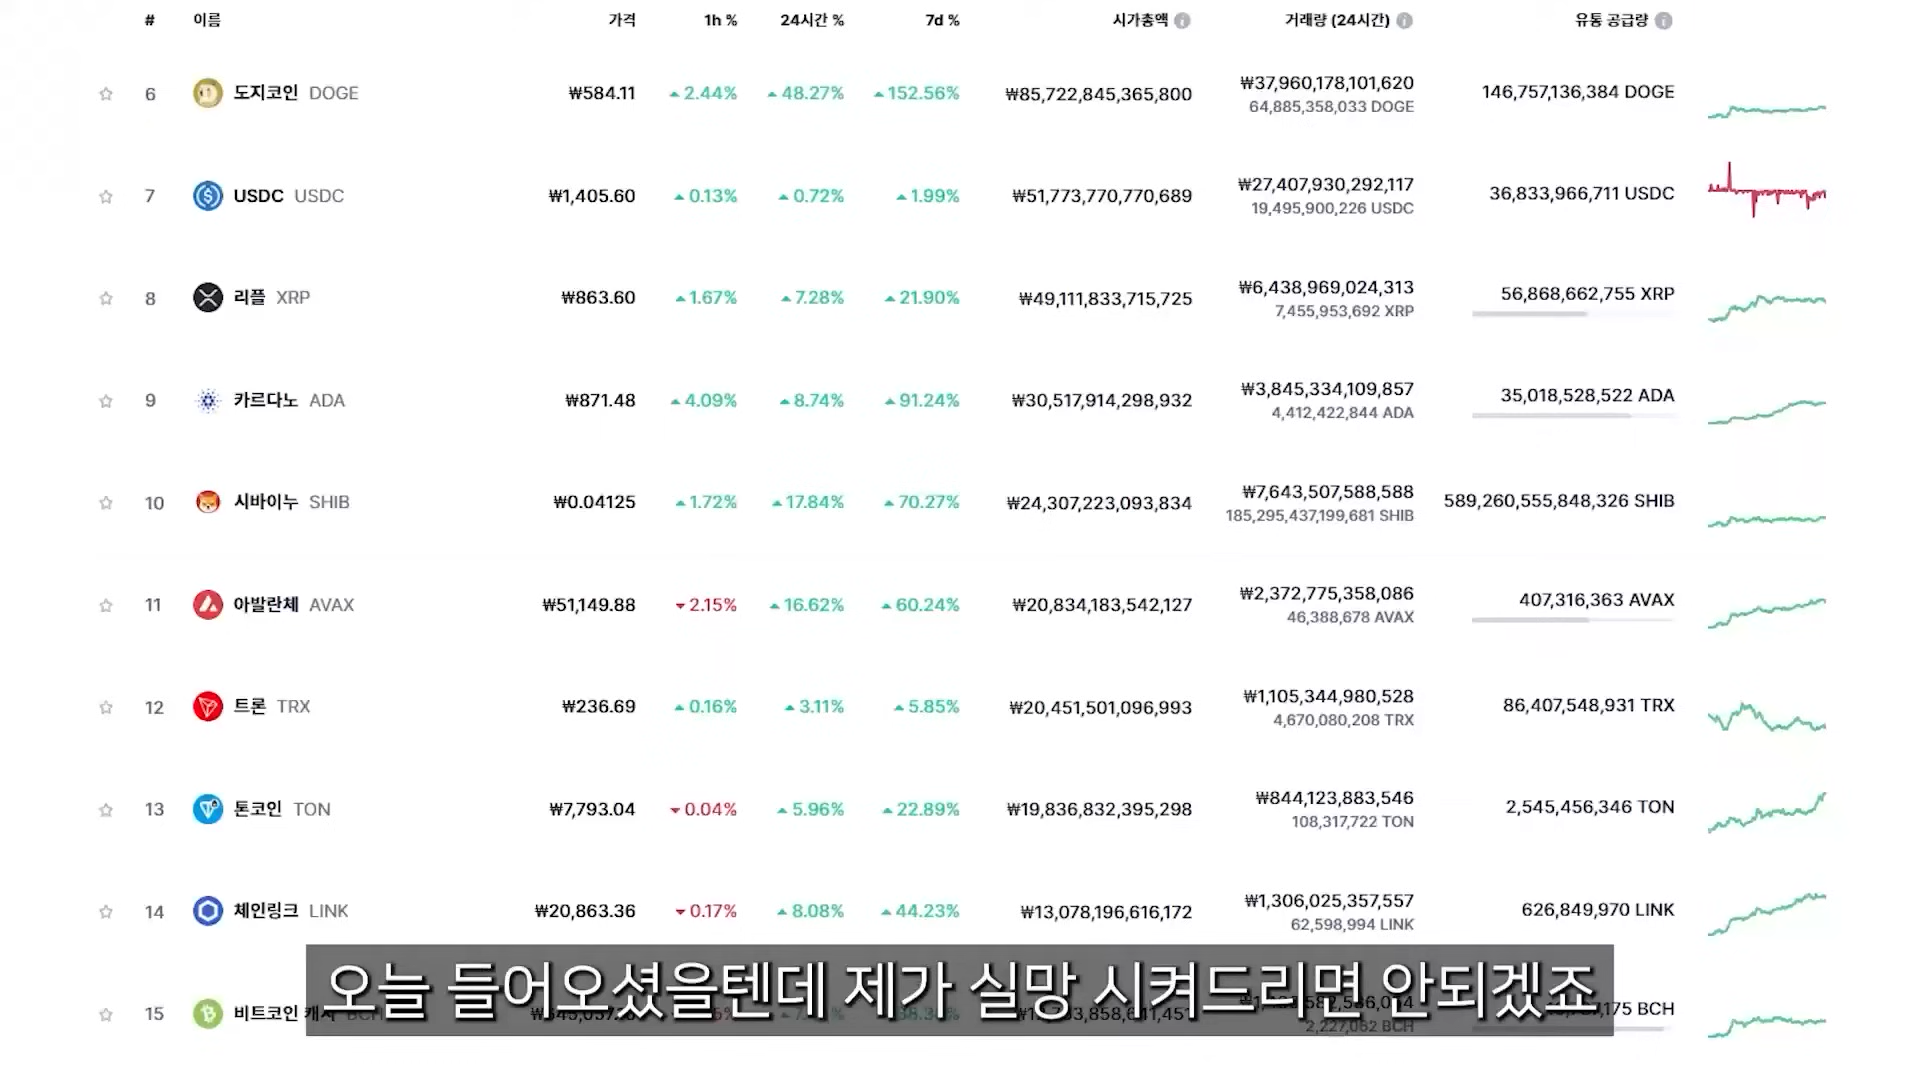 # 이름 가격 1h % 24시간 % 7d % 시가총액 거래량 (24시간) 유통 공급량
6 도지코인 DOGE ₩584.11 2.44% 48.27% 152.56% ₩85,722,845,365,800 ₩37,960,178,101,620 146,757,136,384 DOGE
64,885,358,033 DOGE
7 USDC USDC ₩1,405.60 0.13% 0.72% 1.99% ₩51,773,770,770,689 ₩27,407,930,292,117 36,833,966,711 USDC
19,495,900,226 USDC
8 리플 XRP ₩863.60 1.67% 7.28% 21.90% ₩49,111,833,715,725 ₩6,438,969,024,313 56,868,662,755 XRP
7,455,953,692 XRP
9 카르다노 ADA ₩871.48 4.09% 8.74% 91.24% ₩30,517,914,298,932 ₩3,845,334,109,857 35,018,528,522 ADA
4,412,422,844 ADA
10 시바이누 SHIB ₩0.04125 1.72% 17.84% 70.27% ₩24,307,223,093,834 ₩7,643,507,588,588 589,260,555,848,326 SHIB
185,295,437,199,681 SHIB
11 아발란체 AVAX ₩51,149.88 2.15% 16.62% 60.24% ₩20,834,183,542,127 ₩2,372,775,358,086 407,316,363 AVAX
46,388,678 AVAX
12 트론 TRX ₩236.69 0.16% 3.11% 5.85% ₩20,451,501,096,993 ₩1,105,344,980,528 86,407,548,931 TRX
4,670,080,208 TRX
13 톤코인 TON ₩7,793.04 0.04% 5.96% 22.89% ₩19,836,832,395,298 ₩844,123,883,546 2,545,456,346 TON
108,317,722 TON
14 체인링크 LINK ₩20,863.36 0.17% 8.08% 44.23% ₩13,078,196,616,172 ₩1,306,025,357,557 626,849,970 LINK
62,598,994 LINK
15 비트코인 캐시 BCH BCH
2,227,062 BCH
오늘 들어오셨을텐데 제가 실망 시켜드리면 안되겠죠